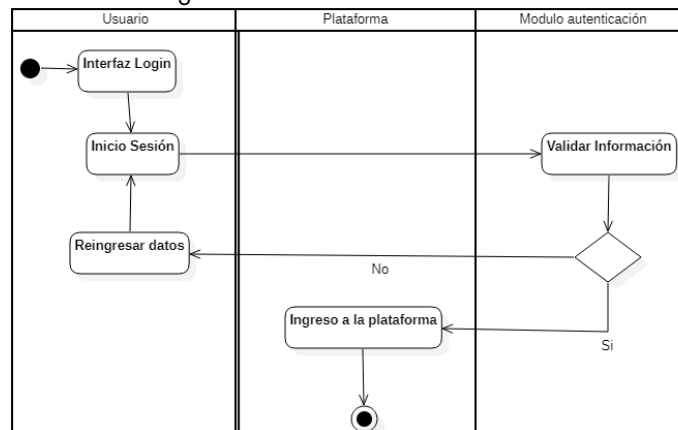 Usuario
Plataforma
Modulo autenticación
Interfaz Login
Inicio Sesión
Validar Información
Reingresar datos
No
Ingreso a la plataforma
Si